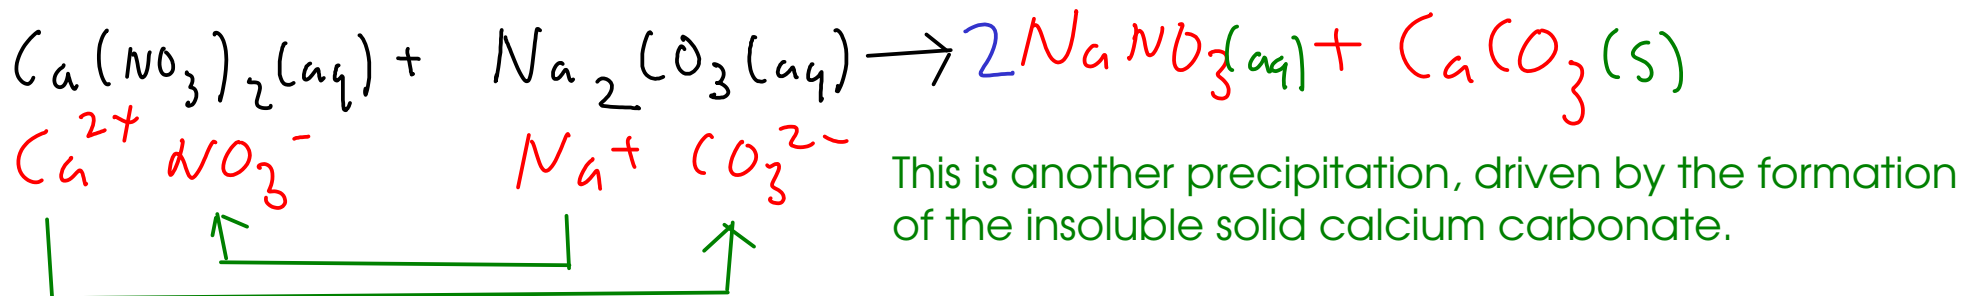 Ca(NO₃)₂(aq) + Na₂CO₃(aq) → 2NaNO₃(aq) + CaCO₃(s)
Ca²⁺ NO₃⁻ Na⁺ CO₃²⁻
This is another precipitation, driven by the formation
of the insoluble solid calcium carbonate.